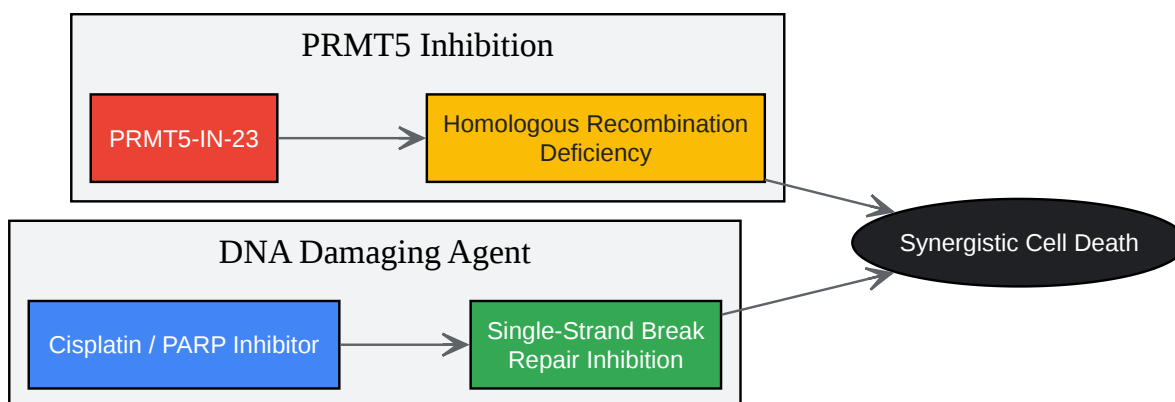 PRMT5 Inhibition
PRMT5-IN-23
Homologous Recombination
Deficiency
Synergistic Cell Death
DNA Damaging Agent
Cisplatin / PARP Inhibitor
Single-Strand Break
Repair Inhibition